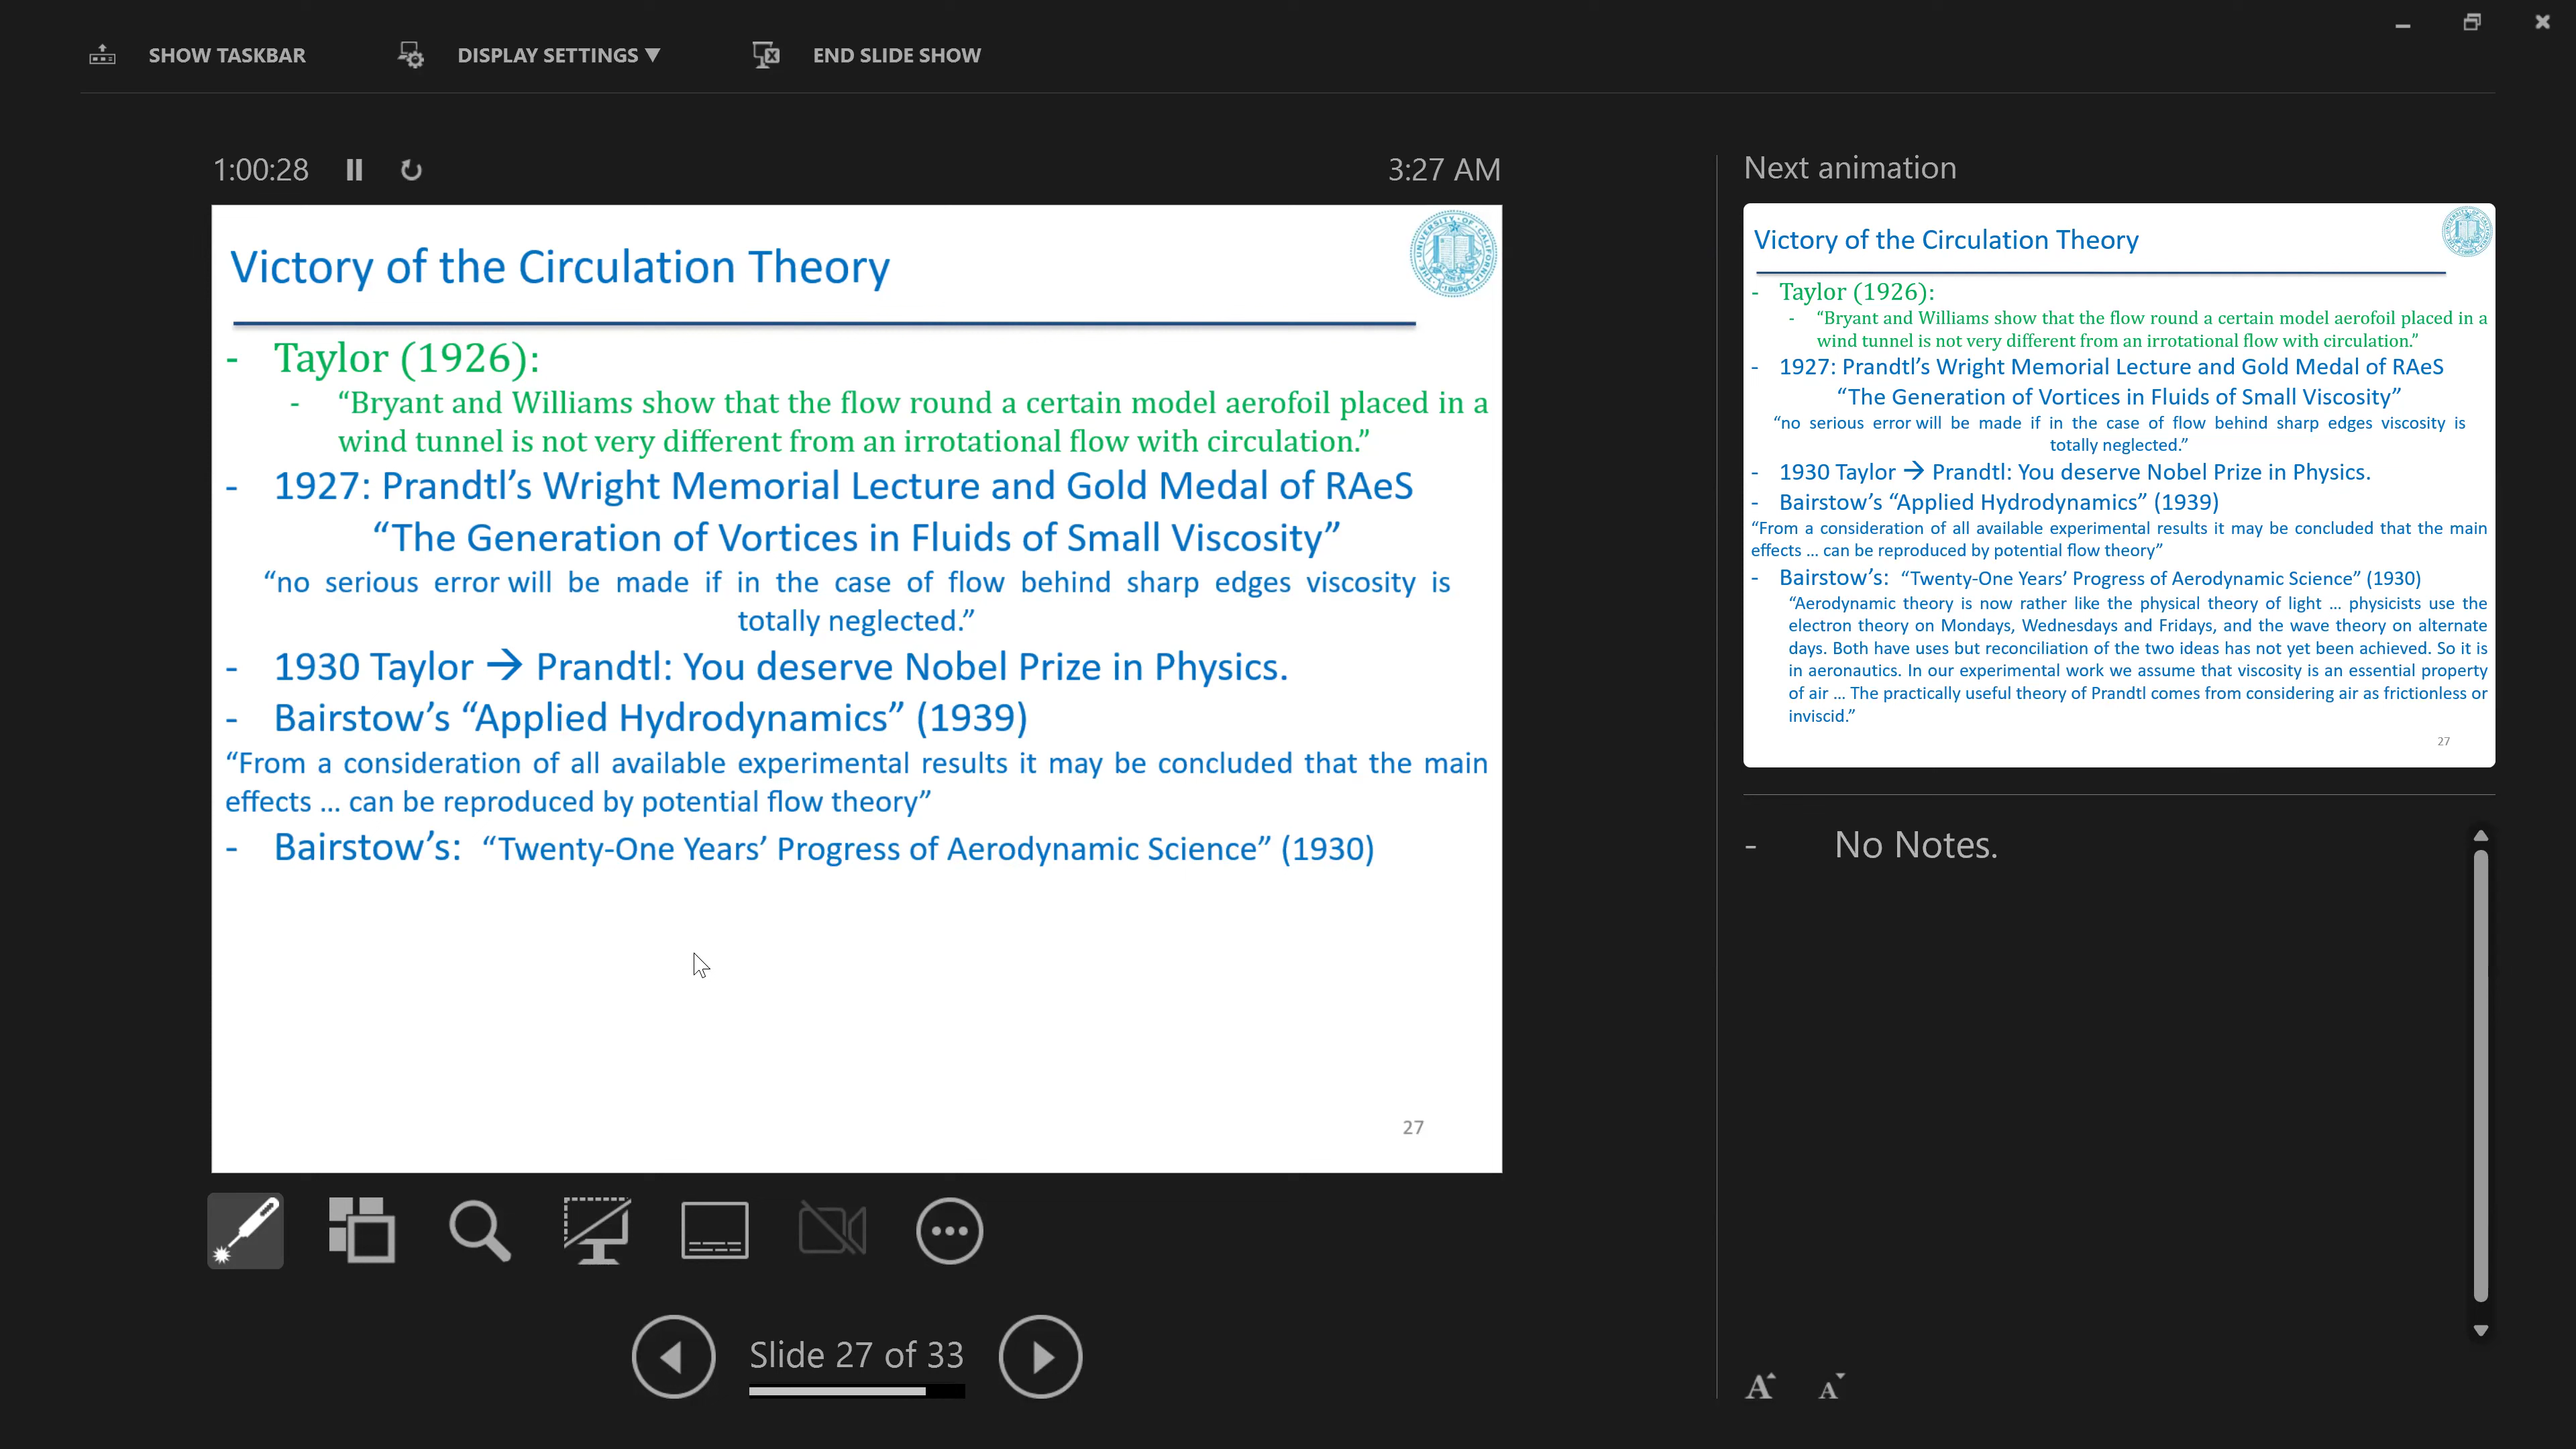 SHOW TASKBAR
DISPLAY SETTINGS ▼
END SLIDE SHOW
1:00:28
3:27 AM
Victory of the Circulation Theory
- Taylor (1926):
- “Bryant and Williams show that the flow round a certain model aerofoil placed in a
wind tunnel is not very different from an irrotational flow with circulation.”
- 1927: Prandtl’s Wright Memorial Lecture and Gold Medal of RAeS
“The Generation of Vortices in Fluids of Small Viscosity”
“no serious error will be made if in the case of flow behind sharp edges viscosity is
totally neglected.”
- 1930 Taylor → Prandtl: You deserve Nobel Prize in Physics.
- Bairstow’s “Applied Hydrodynamics” (1939)
“From a consideration of all available experimental results it may be concluded that the main
effects … can be reproduced by potential flow theory”
- Bairstow’s: “Twenty-One Years’ Progress of Aerodynamic Science” (1930)
27
Slide 27 of 33
Next animation
Victory of the Circulation Theory
- Taylor (1926):
- “Bryant and Williams show that the flow round a certain model aerofoil placed in a
wind tunnel is not very different from an irrotational flow with circulation.”
- 1927: Prandtl’s Wright Memorial Lecture and Gold Medal of RAeS
“The Generation of Vortices in Fluids of Small Viscosity”
“no serious error will be made if in the case of flow behind sharp edges viscosity is
totally neglected.”
- 1930 Taylor → Prandtl: You deserve Nobel Prize in Physics.
- Bairstow’s “Applied Hydrodynamics” (1939)
“From a consideration of all available experimental results it may be concluded that the main
effects … can be reproduced by potential flow theory”
- Bairstow’s: “Twenty-One Years’ Progress of Aerodynamic Science” (1930)
“Aerodynamic theory is now rather like the physical theory of light … physicists use the
electron theory on Mondays, Wednesdays and Fridays, and the wave theory on alternate
days. Both have uses but reconciliation of the two ideas has not yet been achieved. So it is
in aeronautics. In our experimental work we assume that viscosity is an essential property
of air … The practically useful theory of Prandtl comes from considering air as frictionless or
inviscid.”
27
- No Notes.
A A